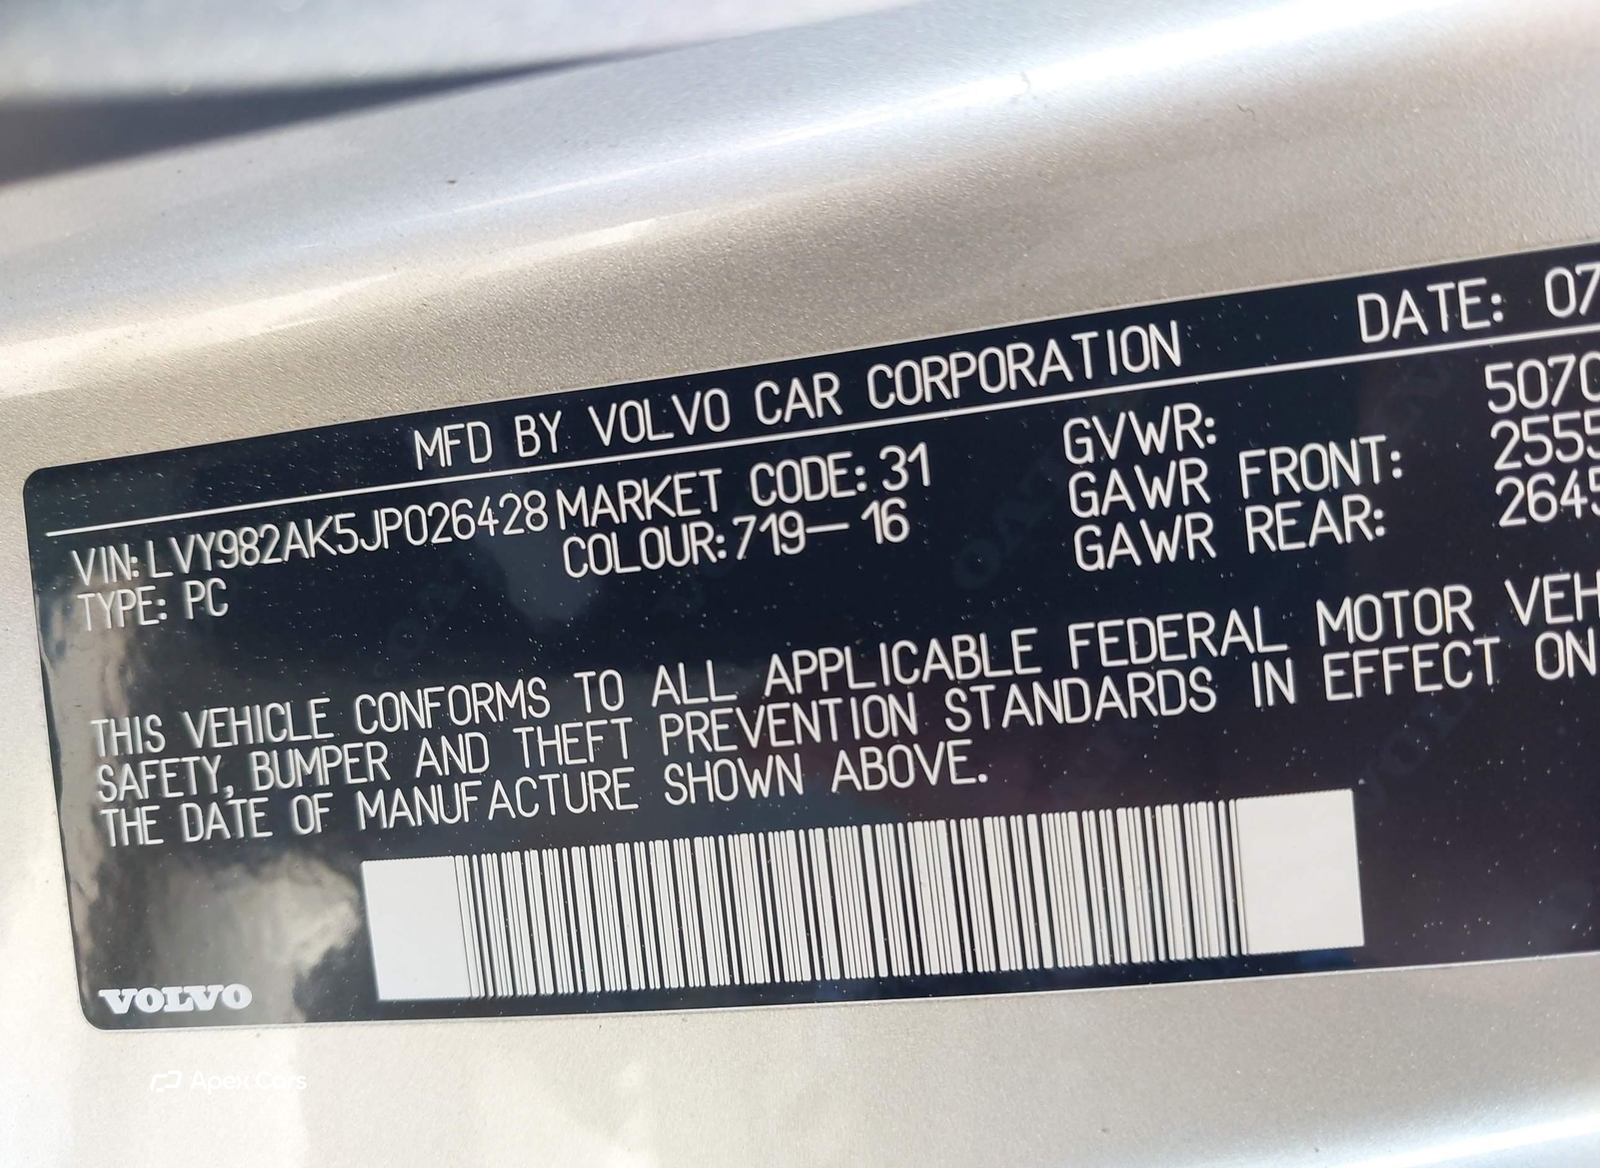 MFD BY VOLVO CAR CORPORATION DATE: 07
VIN: LVY982AK5JP026428 MARKET CODE: 31 GVWR: 5070
TYPE: PC COLOUR: 719-16 GAWR FRONT: 2555
GAWR REAR: 2645
THIS VEHICLE CONFORMS TO ALL APPLICABLE FEDERAL MOTOR VEH
SAFETY, BUMPER AND THEFT PREVENTION STANDARDS IN EFFECT ON
THE DATE OF MANUFACTURE SHOWN ABOVE.
VOLVO
Apex Cars